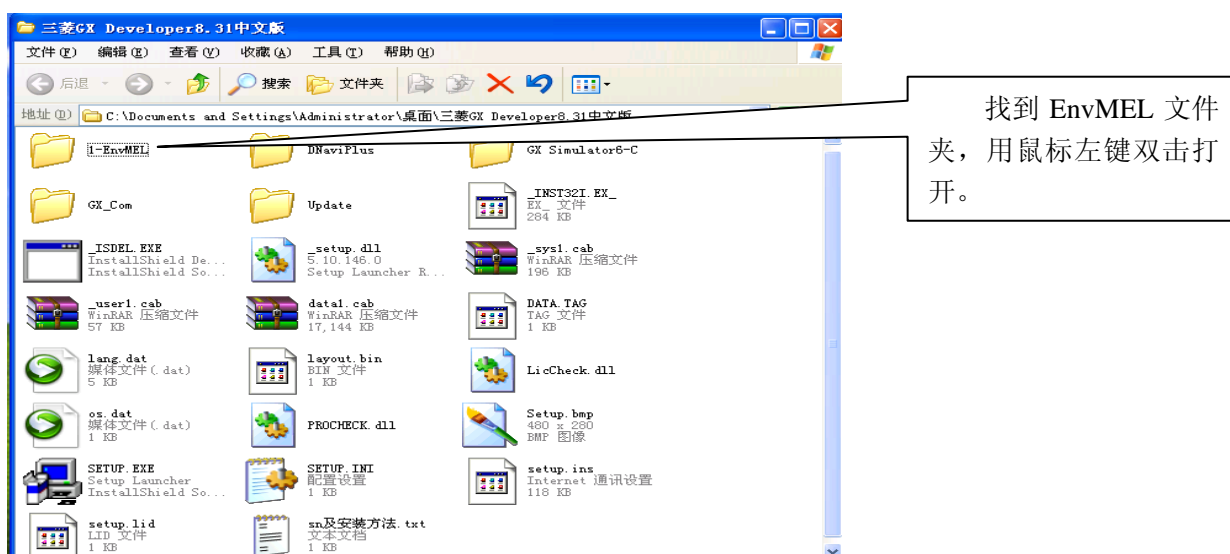 三菱GX Developer8.31中文版
文件(F) 编辑(E) 查看(V) 收藏(A) 工具(T) 帮助(H)
后退 搜索 文件夹
地址(D) C:\Documents and Settings\Administrator\桌面\三菱GX Developer8.31中文版
找到 EnvMEL 文件
夹，用鼠标左键双击打
开。
1-EnvMEL
DNaviPlus
GX Simulator6-C
GX_Com
Update
_INST32I.EX_
EX_ 文件
284 KB
_ISDEL.EXE
InstallShield De...
InstallShield So...
_setup.dll
5.10.146.0
Setup Launcher R...
_sys1.cab
WinRAR 压缩文件
196 KB
_user1.cab
WinRAR 压缩文件
57 KB
data1.cab
WinRAR 压缩文件
17,144 KB
DATA.TAG
TAG 文件
1 KB
lang.dat
媒体文件(.dat)
5 KB
layout.bin
BIN 文件
1 KB
LicCheck.dll
os.dat
媒体文件(.dat)
1 KB
PROCHECK.dll
Setup.bmp
480 x 280
BMP 图像
SETUP.EXE
Setup Launcher
InstallShield So...
SETUP.INI
配置设置
1 KB
setup.ins
Internet 通讯设置
118 KB
setup.lid
LID 文件
1 KB
sn及安装方法.txt
文本文档
1 KB